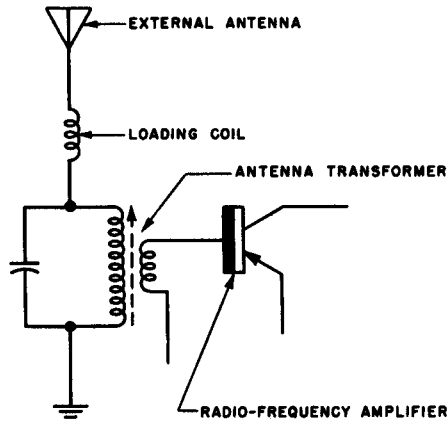 EXTERNAL ANTENNA
LOADING COIL
ANTENNA TRANSFORMER
RADIO-FREQUENCY AMPLIFIER